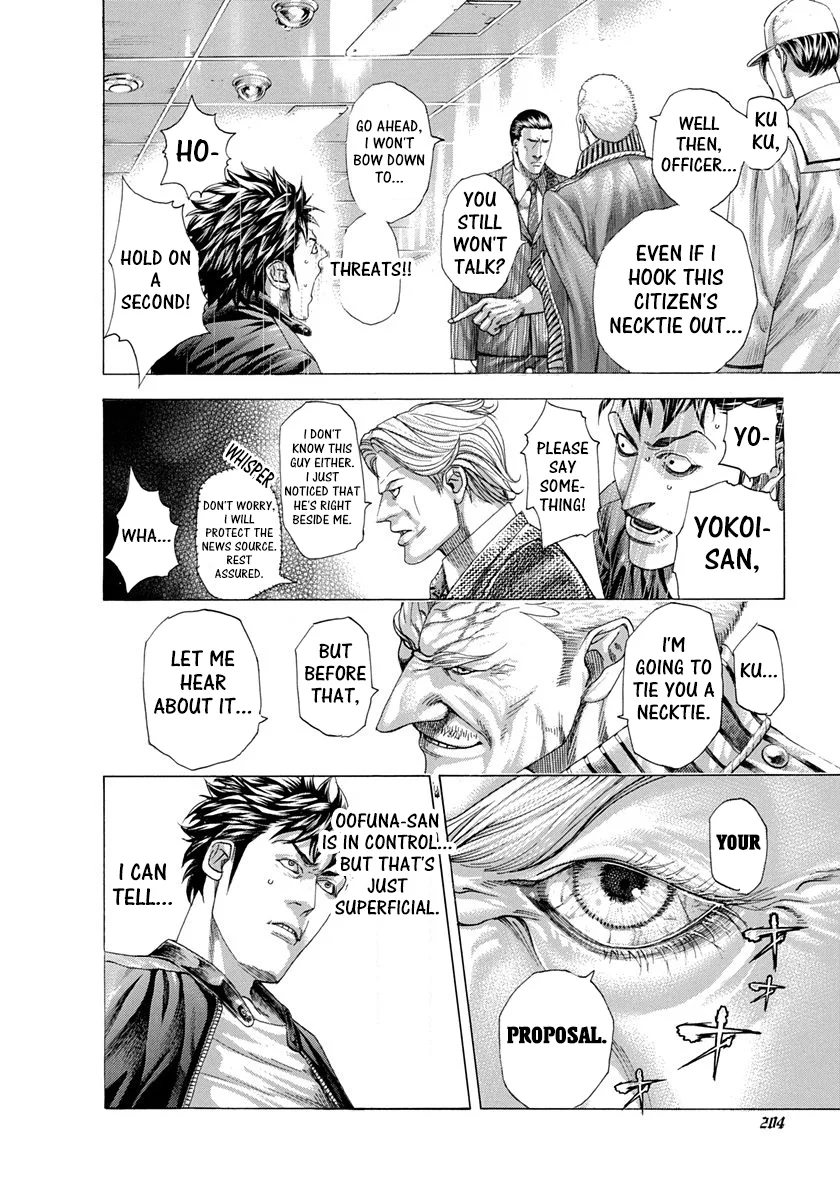 KU
KU,
WELL
THEN,
OFFICER...
EVEN IF I
HOOK THIS
CITIZEN'S
NECKTIE OUT...
YOU
STILL
WON'T
TALK?
GO AHEAD,
I WON'T
BOW DOWN
TO...
THREATS!!
HO-
HOLD ON
A
SECOND!
YO-
YOKOI-
SAN,
PLEASE
SAY
SOME-
THING!
I DON'T
KNOW THIS
GUY EITHER.
I JUST
NOTICED THAT
HE'S RIGHT
BESIDE ME.
WHISPER
DON'T WORRY,
I WILL
PROTECT THE
NEWS SOURCE.
REST
ASSURED.
WHA...
KU...
I'M
GOING TO
TIE YOU A
NECKTIE.
BUT
BEFORE
THAT,
LET ME
HEAR
ABOUT IT...
YOUR
PROPOSAL.
キ
キ
キ
キ
OOFUNA-SAN
IS IN CONTROL...
BUT THAT'S
JUST
SUPERFICIAL.
I CAN
TELL...
204